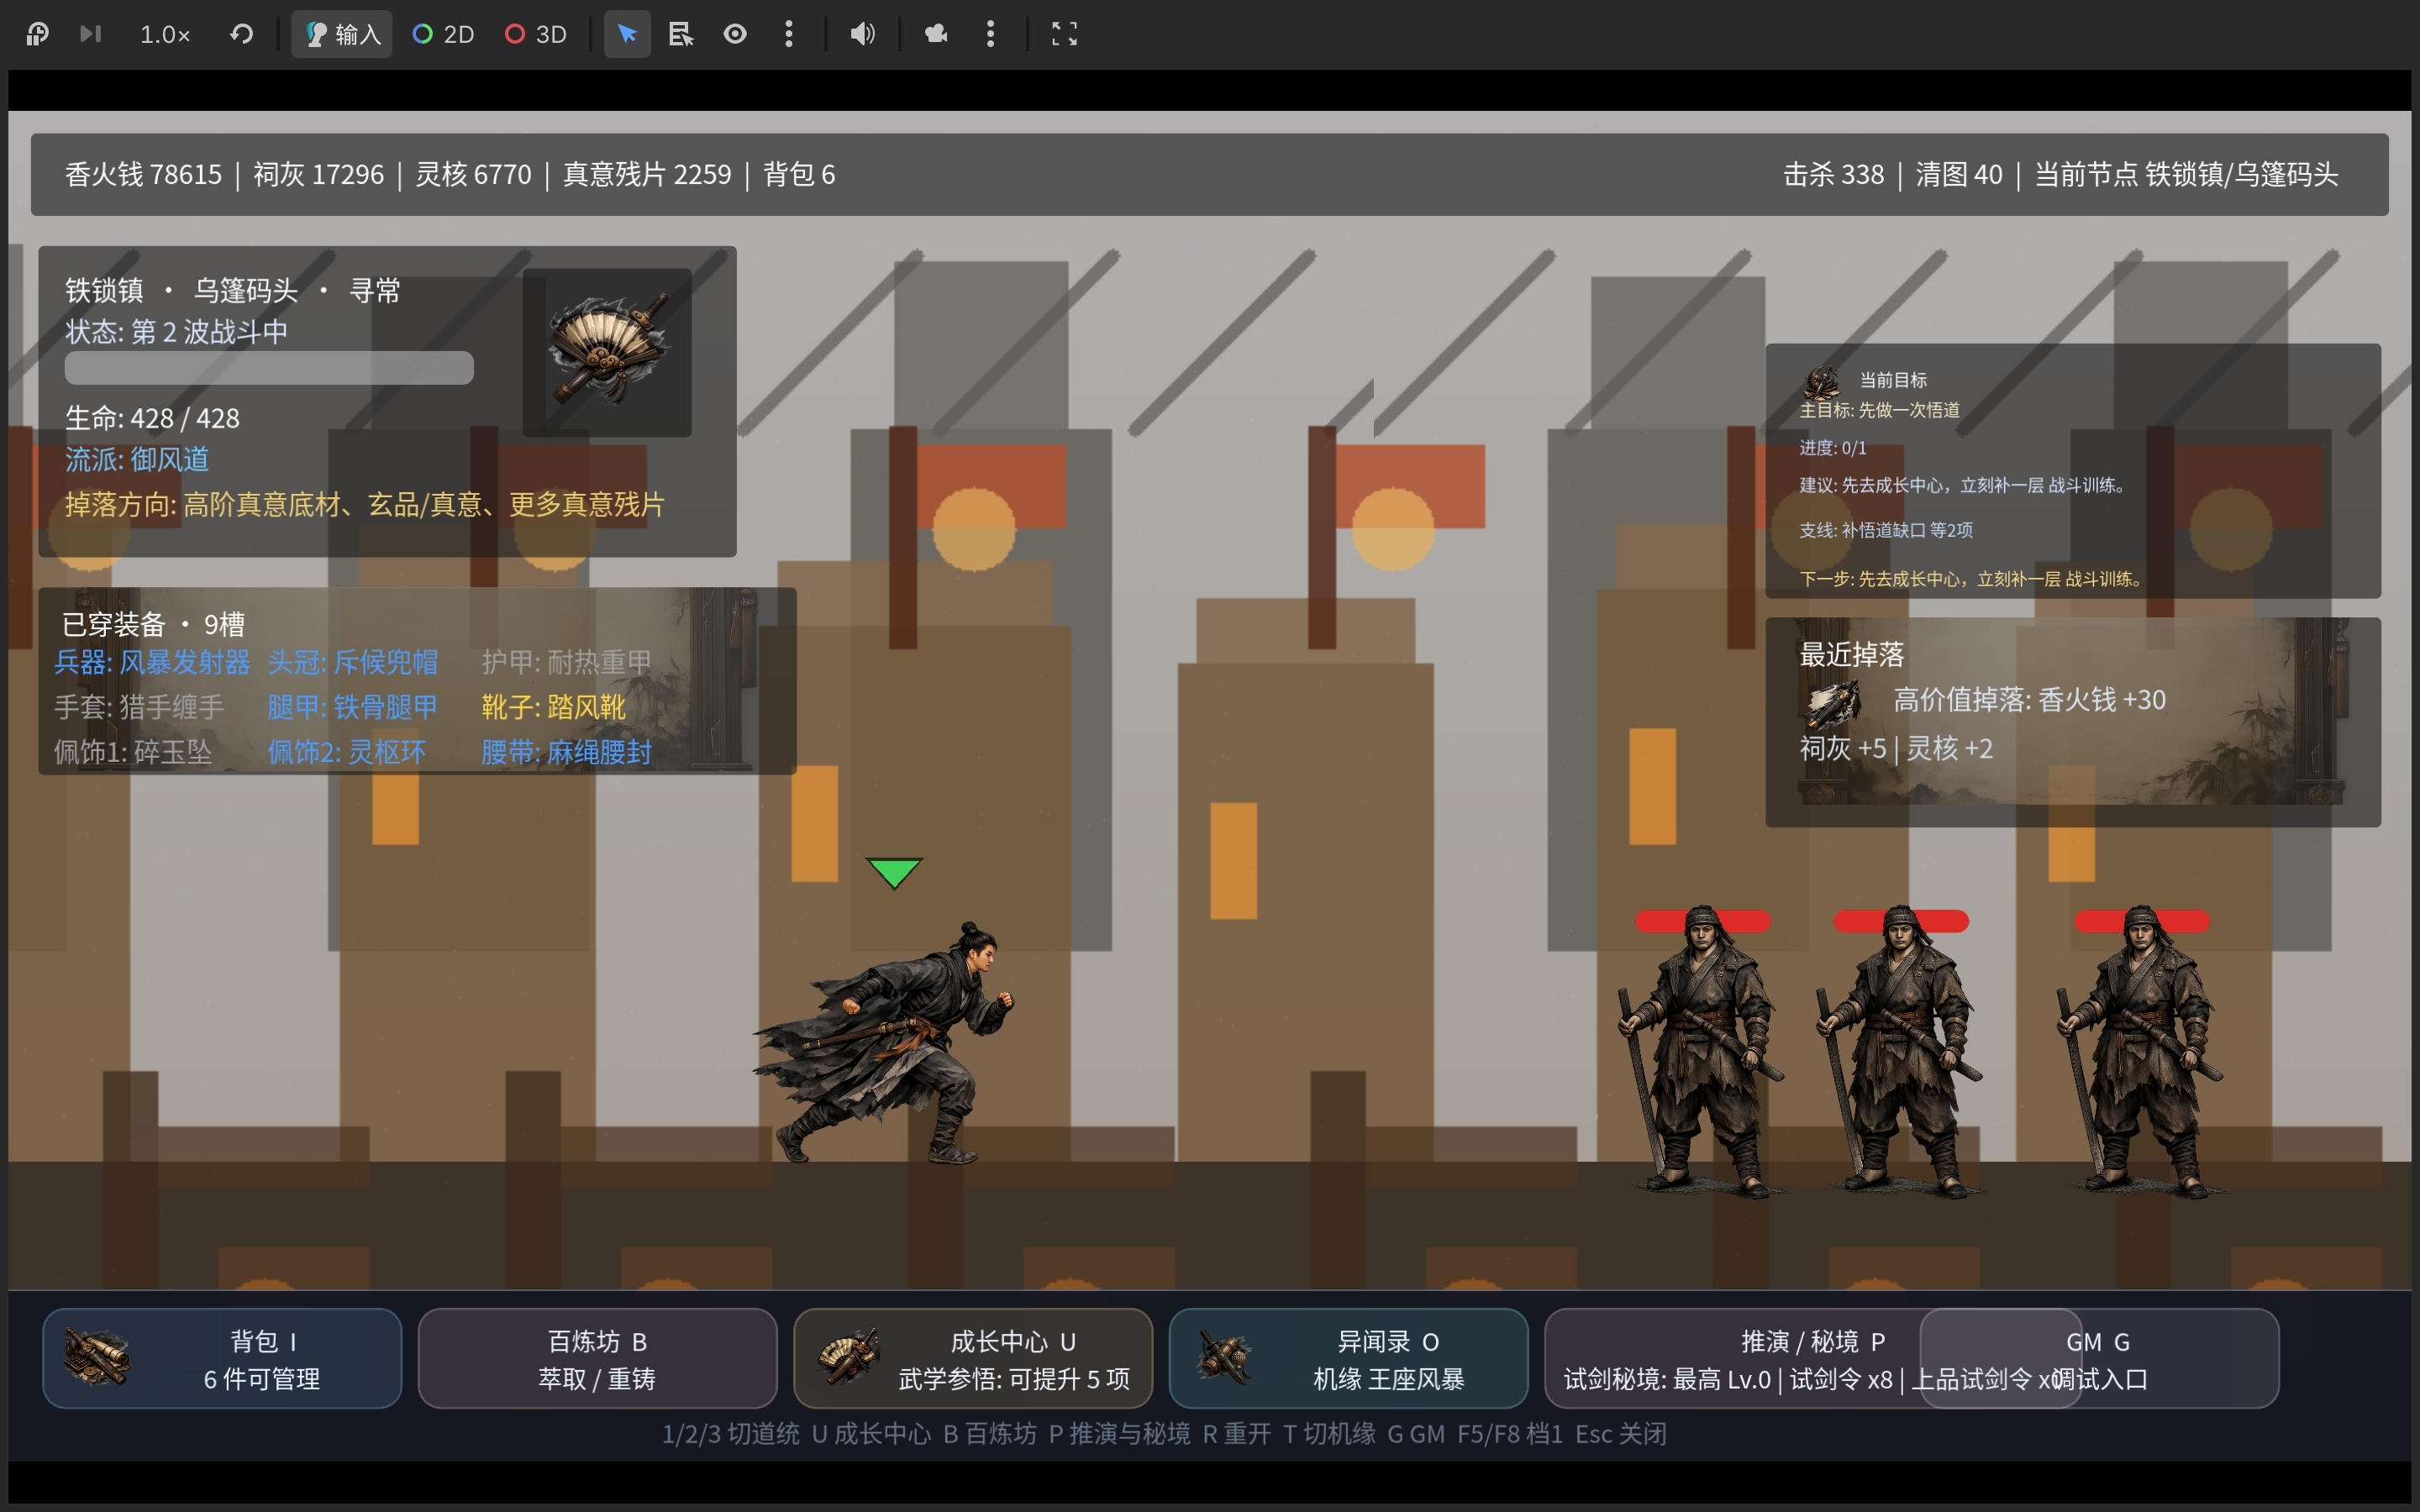 1.0× 输入 2D 3D
香火钱 78615 | 祠灰 17296 | 灵核 6770 | 真意残片 2259 | 背包 6
击杀 338 | 清图 40 | 当前节点 铁锁镇/乌篷码头
铁锁镇 · 乌篷码头 · 寻常
状态: 第 2 波战斗中
生命: 428 / 428
流派: 御风道
掉落方向: 高阶真意底材、玄品/真意、更多真意残片
已穿装备 · 9槽
兵器: 风暴发射器 头冠: 斥候兜帽 护甲: 耐热重甲
手套: 猎手缠手 腿甲: 铁骨腿甲 靴子: 踏风靴
佩饰1: 碎玉坠 佩饰2: 灵枢环 腰带: 麻绳腰封
当前目标
主目标: 先做一次悟道
进度: 0/1
建议: 先去成长中心，立刻补一层 战斗训练。
支线: 补悟道缺口 等2项
下一步: 先去成长中心，立刻补一层 战斗训练。
最近掉落
高价值掉落: 香火钱 +30
祠灰 +5 | 灵核 +2
背包 I
6 件可管理
百炼坊 B
萃取 / 重铸
成长中心 U
武学参悟: 可提升 5 项
异闻录 O
机缘 王座风暴
推演 / 秘境 P
试剑秘境: 最高 Lv.0 | 试剑令 x8 | 上品试剑令 x0
GM G
调试入口
1/2/3 切道统 U 成长中心 B 百炼坊 P 推演与秘境 R 重开 T 切机缘 G GM F5/F8 档1 Esc 关闭